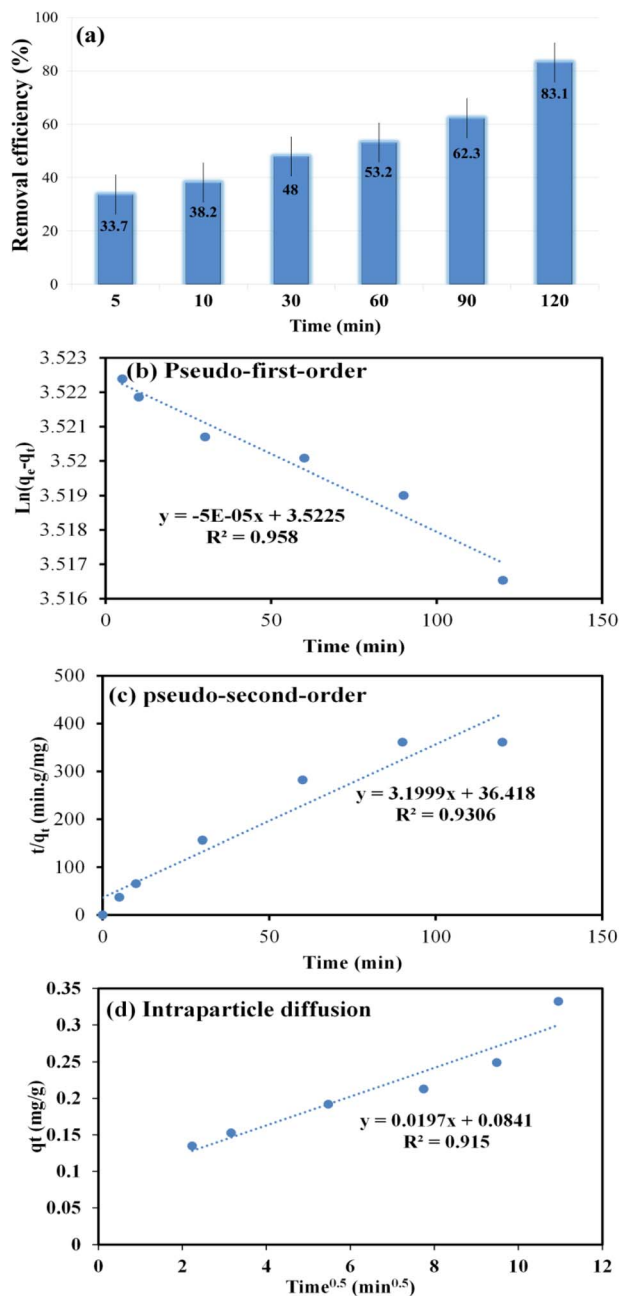 (a)
Removal efficiency (%)
100
80
60
40
20
0
33.7
38.2
48
53.2
62.3
83.1
5 10 30 60 90 120
Time (min)
(b) Pseudo-first-order
Ln(qₑ-qₜ)
3.523
3.522
3.521
3.52
3.519
3.518
3.517
3.516
y = -5E-05x + 3.5225
R² = 0.958
0 50 100 150
Time (min)
(c) pseudo-second-order
t/qₜ (min.g/mg)
500
400
300
200
100
0
y = 3.1999x + 36.418
R² = 0.9306
0 50 100 150
Time (min)
(d) Intraparticle diffusion
qt (mg/g)
0.35
0.3
0.25
0.2
0.15
0.1
0.05
0
y = 0.0197x + 0.0841
R² = 0.915
0 2 4 6 8 10 12
Time⁰·⁵ (min⁰·⁵)